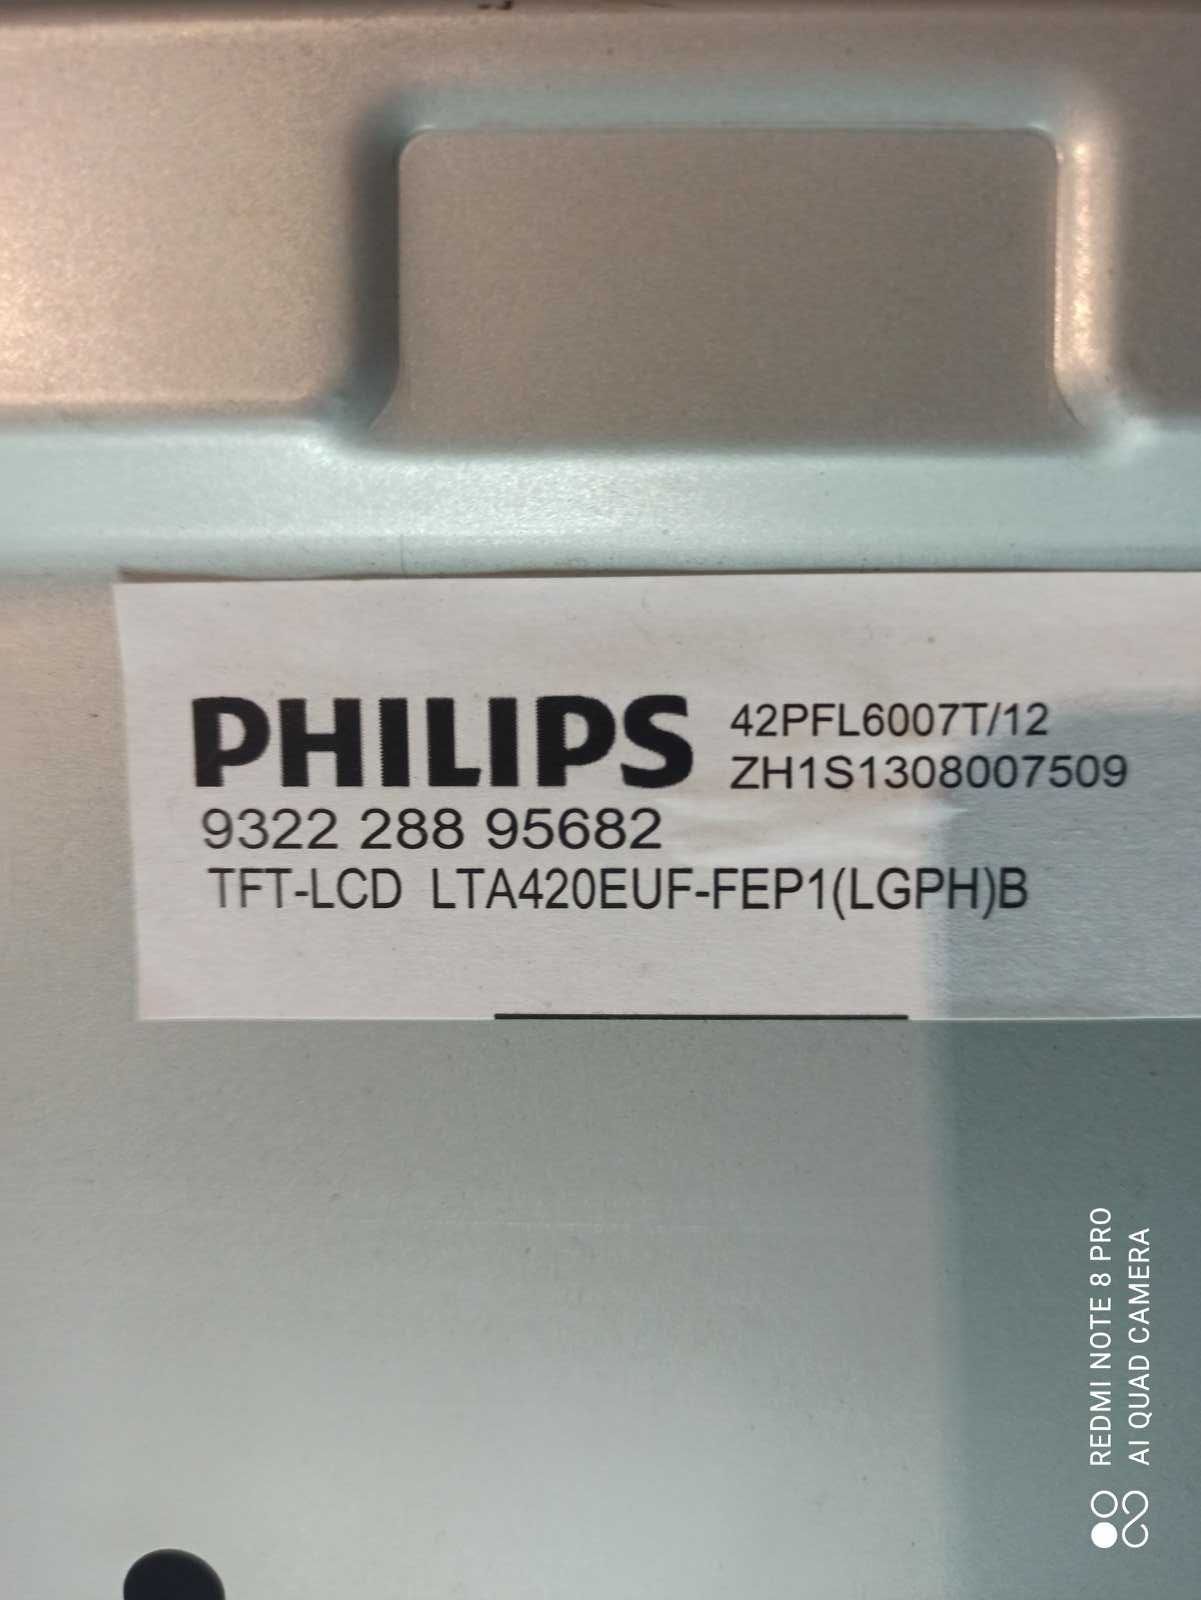 PHILIPS 42PFL6007T/12
ZH1S1308007509
9322 288 95682
TFT-LCD LTA420EUF-FEP1(LGPH)B
REDMI NOTE 8 PRO
AI QUAD CAMERA